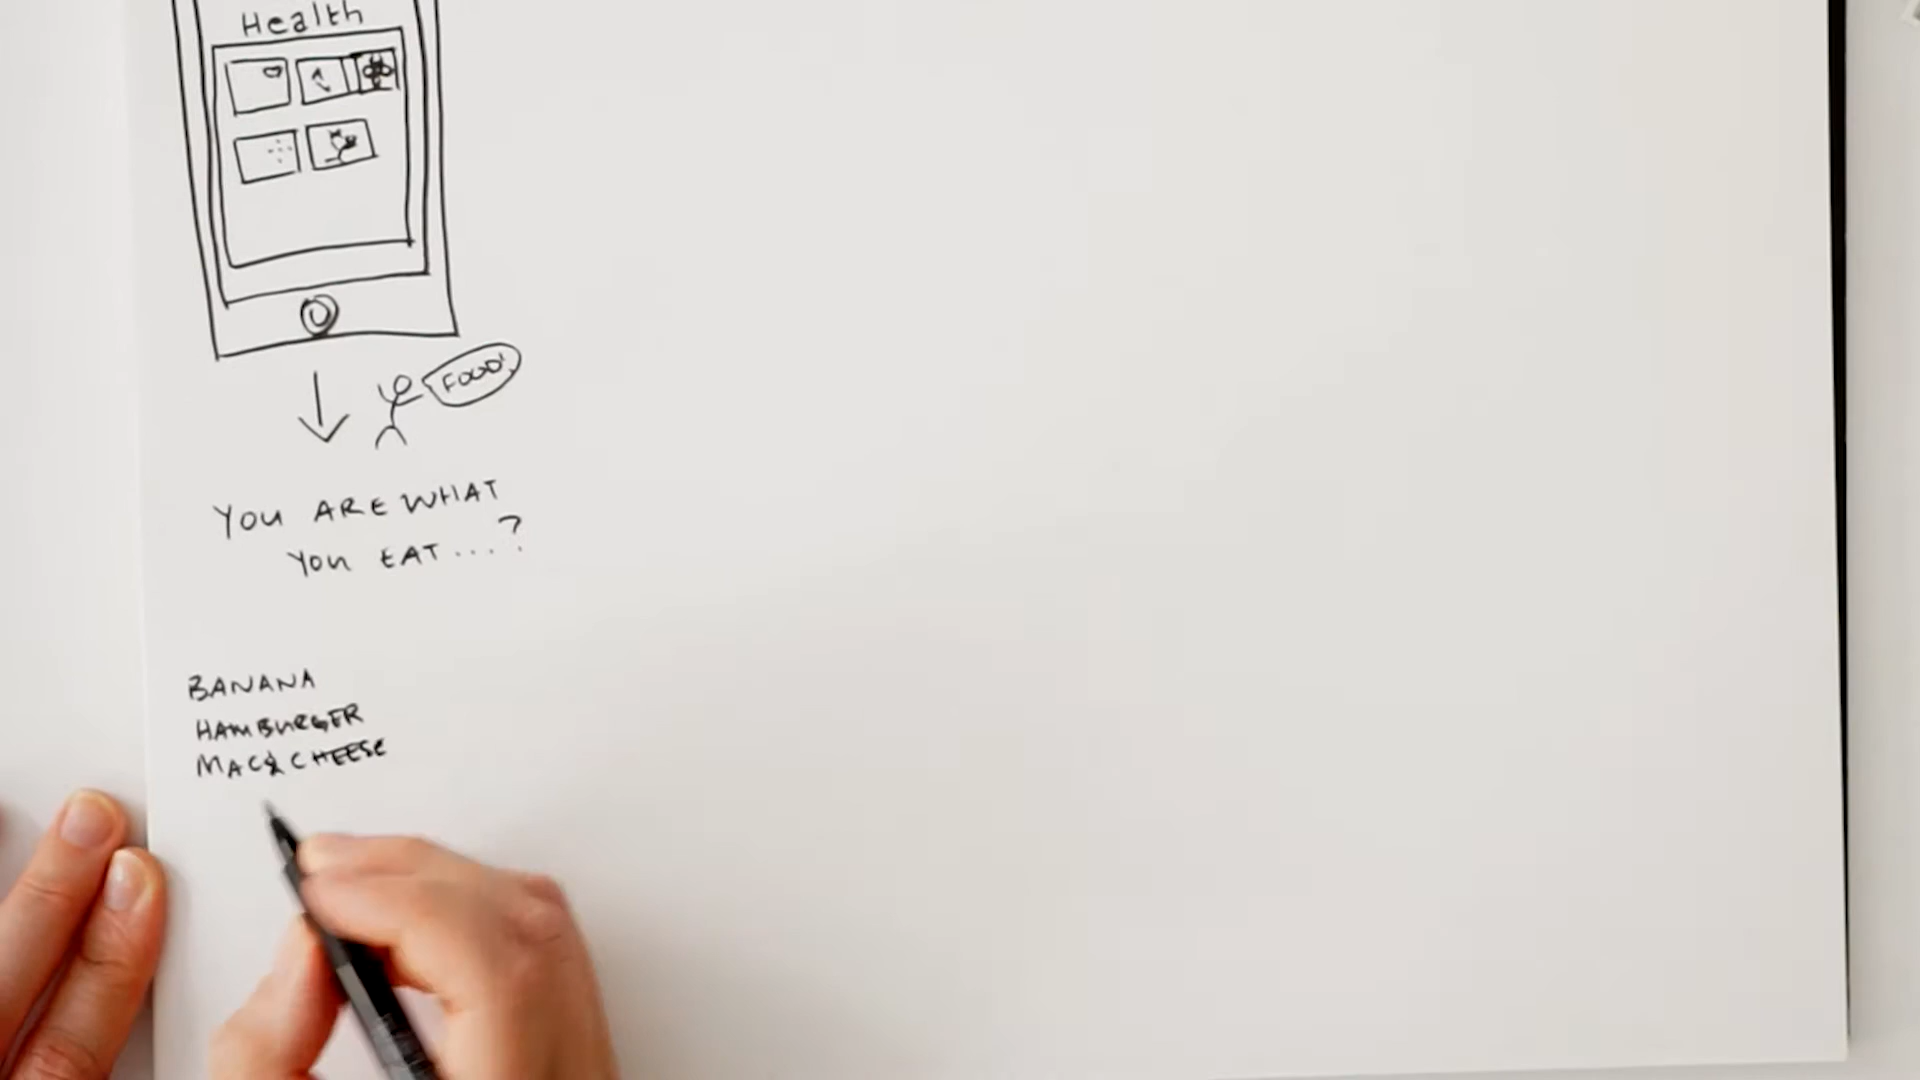 Health
FOOD!
YOU ARE WHAT
YOU EAT...?
BANANA
HAMBURGER
MAC & CHEESE